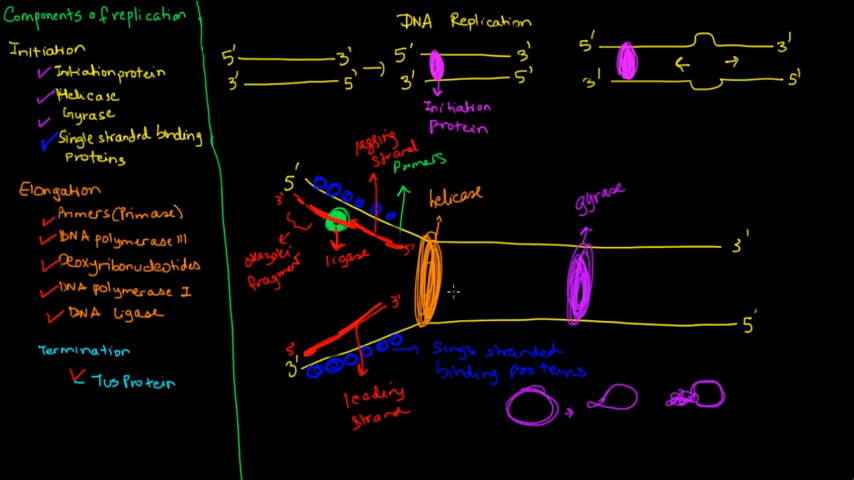 Components of replication
Initiation
Initiation protein
Helicase
Gyrase
Single stranded binding
proteins
Elongation
Primers (Primase)
DNA polymerase III
Deoxyribonucleotides
DNA polymerase I
DNA Ligase
Termination
Tus Protein
DNA Replication
5' 3'
3' 5'
5' 3'
3' 5'
Initiation
Protein
5' 3'
3' 5'
lagging
strand
Primers
5'
3'
helicase
gyrase
okazaki
fragment
ligase
5'
3'
3'
5'
5'
3'
Single stranded
binding proteins
leading
strand